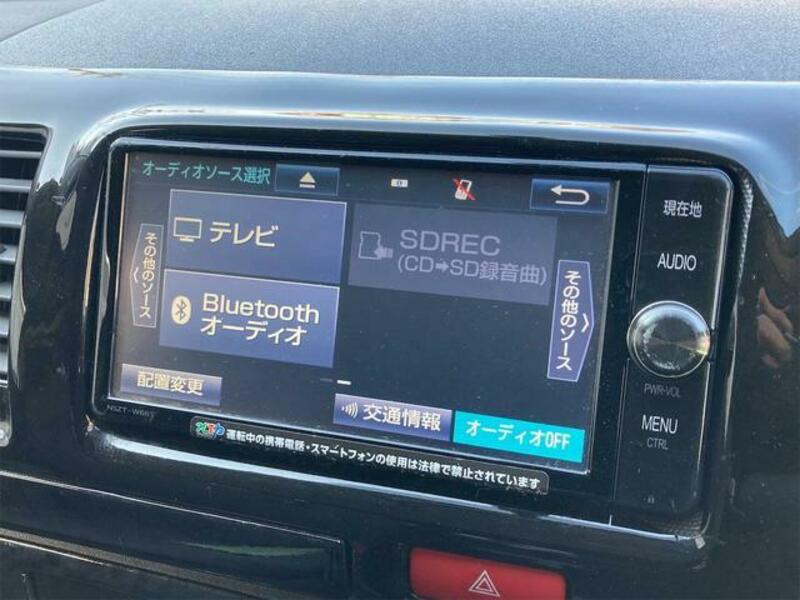 オーディオソース選択
現在地
テレビ
SDREC
(CD➡SD録音曲)
その他のソース
その他のソース
AUDIO
Bluetooth
オーディオ
配置変更
PWR-VOL
交通情報
オーディオOFF
MENU
CTRL
運転中の携帯電話・スマートフォンの使用は法律で禁止されています